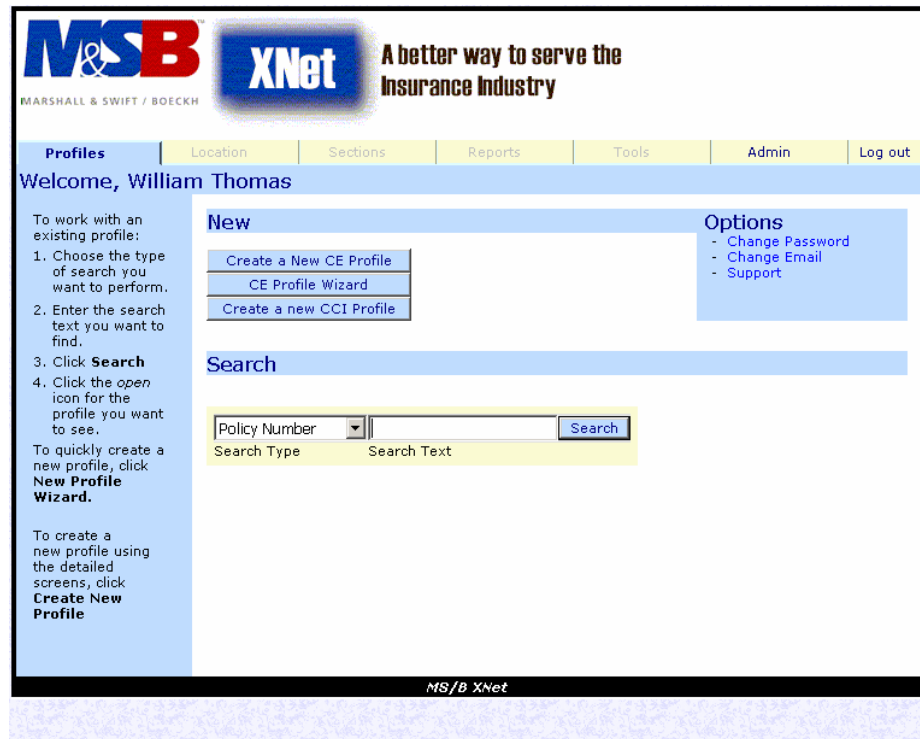 M&SB
MARSHALL & SWIFT / BOECKH
XNet
A better way to serve the
Insurance Industry
Profiles
Location
Sections
Reports
Tools
Admin
Log out
Welcome, William Thomas
To work with an
existing profile:
1. Choose the type
of search you
want to perform.
2. Enter the search
text you want to
find.
3. Click Search
4. Click the open
icon for the
profile you want
to see.
To quickly create a
new profile, click
New Profile
Wizard.
To create a
new profile using
the detailed
screens, click
Create New
Profile
New
Create a New CE Profile
CE Profile Wizard
Create a new CCI Profile
Options
- Change Password
- Change Email
- Support
Search
Policy Number
Search
Search Type
Search Text
MS/B XNet